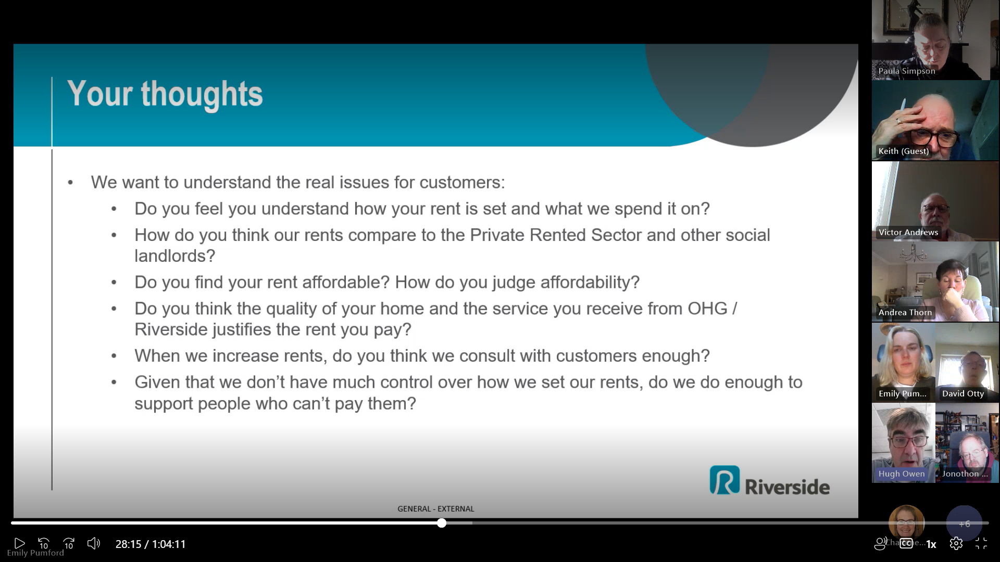 Your thoughts
• We want to understand the real issues for customers:
• Do you feel you understand how your rent is set and what we spend it on?
• How do you think our rents compare to the Private Rented Sector and other social
landlords?
• Do you find your rent affordable? How do you judge affordability?
• Do you think the quality of your home and the service you receive from OHG /
Riverside justifies the rent you pay?
• When we increase rents, do you think we consult with customers enough?
• Given that we don’t have much control over how we set our rents, do we do enough to
support people who can’t pay them?
Riverside
GENERAL - EXTERNAL
Paula Simpson
Keith (Guest)
Victor Andrews
Andrea Thorn
Emily Pum...
David Otty
Hugh Owen
Jonothon ...
+6
10
10
28:15 / 1:04:11
CC
1x
Emily Pumford